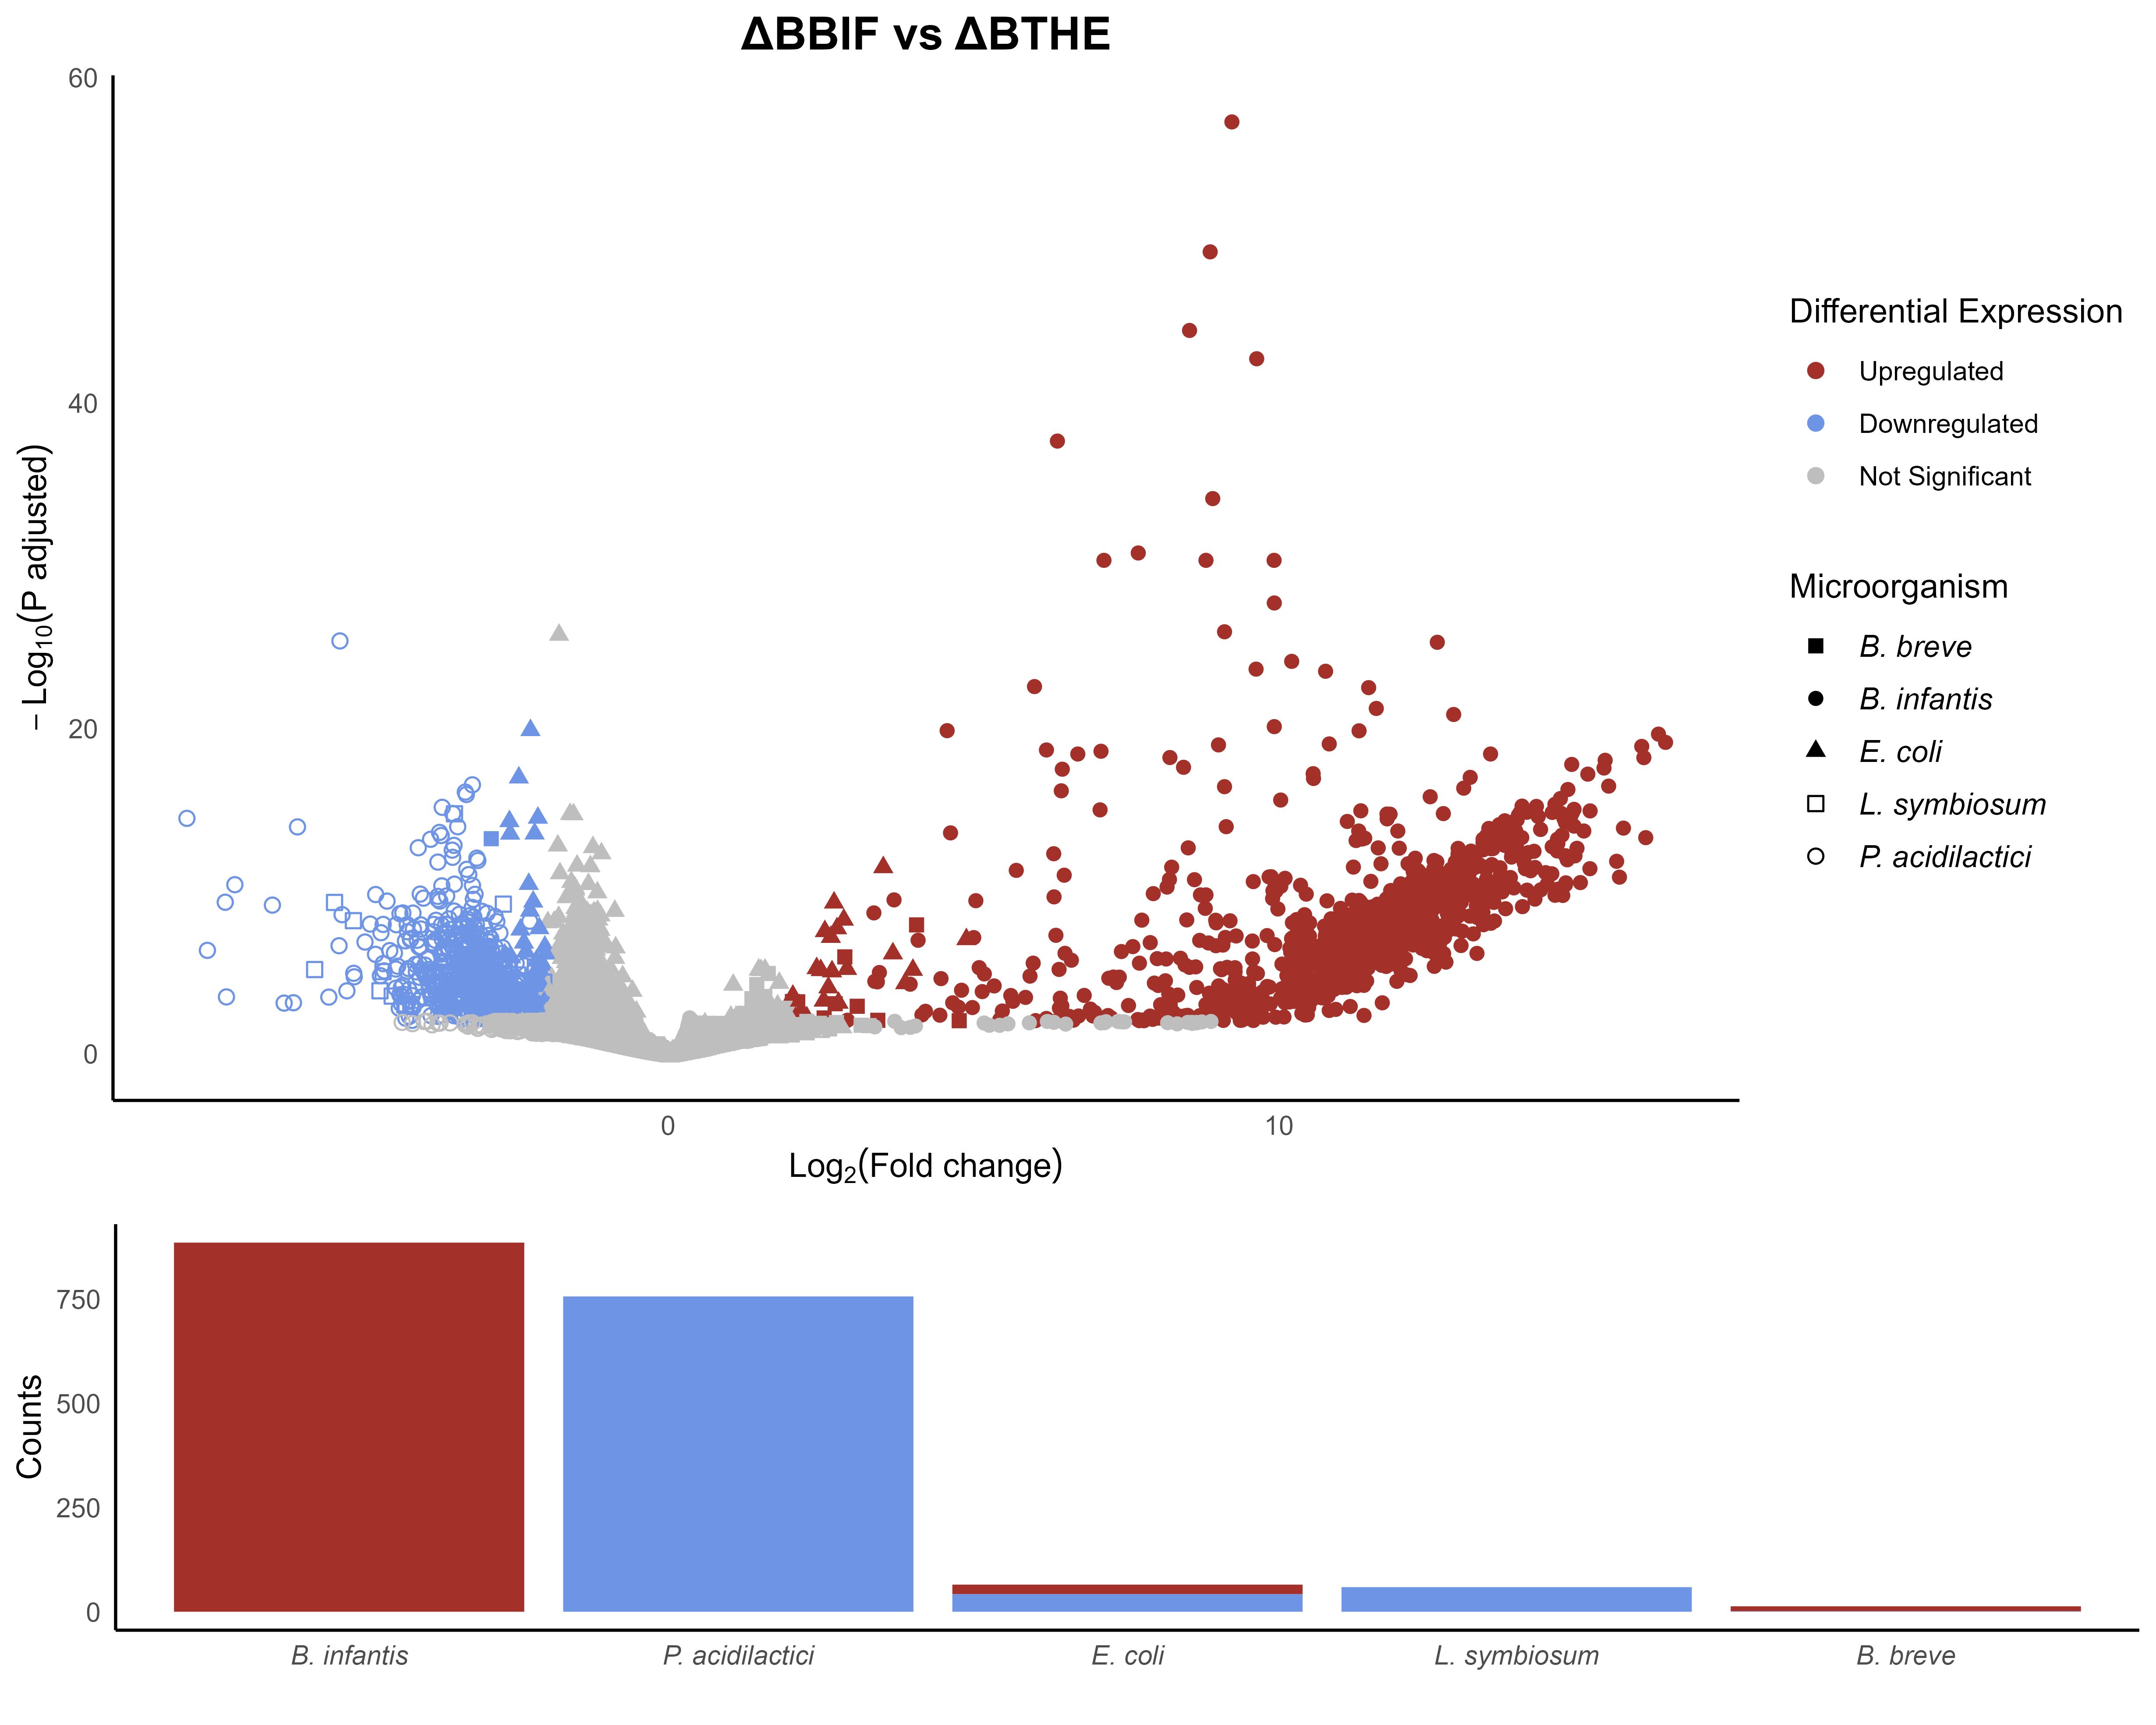 ΔBBIF vs ΔBTHE
60
40
20
0
− Log10(P adjusted)
0
10
Log2(Fold change)
Differential Expression
Upregulated
Downregulated
Not Significant
Microorganism
B. breve
B. infantis
E. coli
L. symbiosum
P. acidilactici
750
500
250
0
Counts
B. infantis
P. acidilactici
E. coli
L. symbiosum
B. breve